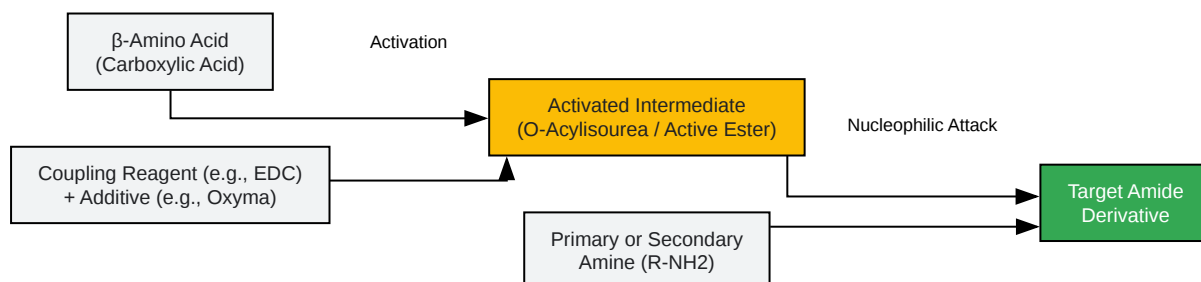 β-Amino Acid
(Carboxylic Acid)
Activation
Activated Intermediate
(O-Acylisourea / Active Ester)
Nucleophilic Attack
Coupling Reagent (e.g., EDC)
+ Additive (e.g., Oxyma)
Target Amide
Derivative
Primary or Secondary
Amine (R-NH2)